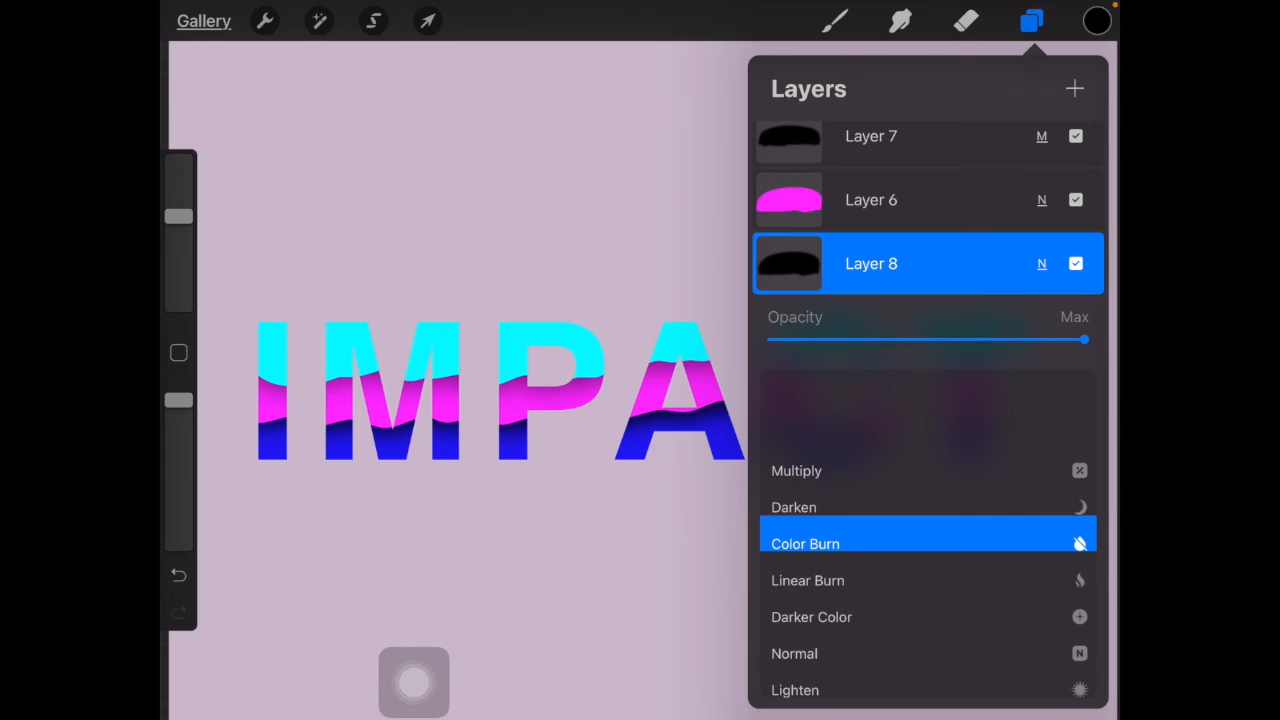 Gallery
Layers
Layer 7 M
Layer 6 N
Layer 8 N
Opacity Max
IMPA
Multiply
Darken
Color Burn
Linear Burn
Darker Color
Normal N
Lighten